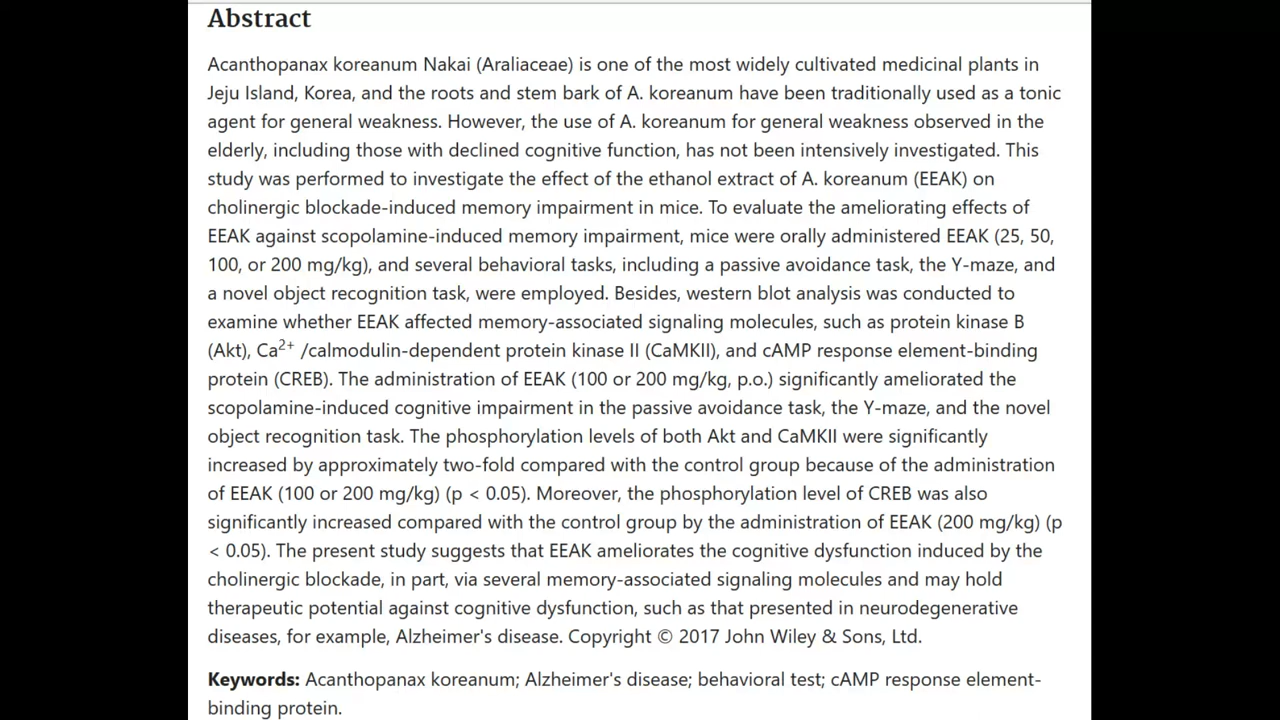 Abstract
Acanthopanax koreanum Nakai (Araliaceae) is one of the most widely cultivated medicinal plants in
Jeju Island, Korea, and the roots and stem bark of A. koreanum have been traditionally used as a tonic
agent for general weakness. However, the use of A. koreanum for general weakness observed in the
elderly, including those with declined cognitive function, has not been intensively investigated. This
study was performed to investigate the effect of the ethanol extract of A. koreanum (EEAK) on
cholinergic blockade-induced memory impairment in mice. To evaluate the ameliorating effects of
EEAK against scopolamine-induced memory impairment, mice were orally administered EEAK (25, 50,
100, or 200 mg/kg), and several behavioral tasks, including a passive avoidance task, the Y-maze, and
a novel object recognition task, were employed. Besides, western blot analysis was conducted to
examine whether EEAK affected memory-associated signaling molecules, such as protein kinase B
(Akt), Ca2+ /calmodulin-dependent protein kinase II (CaMKII), and cAMP response element-binding
protein (CREB). The administration of EEAK (100 or 200 mg/kg, p.o.) significantly ameliorated the
scopolamine-induced cognitive impairment in the passive avoidance task, the Y-maze, and the novel
object recognition task. The phosphorylation levels of both Akt and CaMKII were significantly
increased by approximately two-fold compared with the control group because of the administration
of EEAK (100 or 200 mg/kg) (p < 0.05). Moreover, the phosphorylation level of CREB was also
significantly increased compared with the control group by the administration of EEAK (200 mg/kg) (p
< 0.05). The present study suggests that EEAK ameliorates the cognitive dysfunction induced by the
cholinergic blockade, in part, via several memory-associated signaling molecules and may hold
therapeutic potential against cognitive dysfunction, such as that presented in neurodegenerative
diseases, for example, Alzheimer's disease. Copyright © 2017 John Wiley & Sons, Ltd.
Keywords: Acanthopanax koreanum; Alzheimer's disease; behavioral test; cAMP response element-
binding protein.